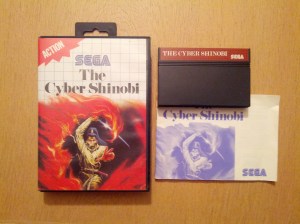 ACTION
SEGA
The
Cyber Shinobi
THE CYBER SHINOBI
SEGA
Cyber Shinobi
SEGA